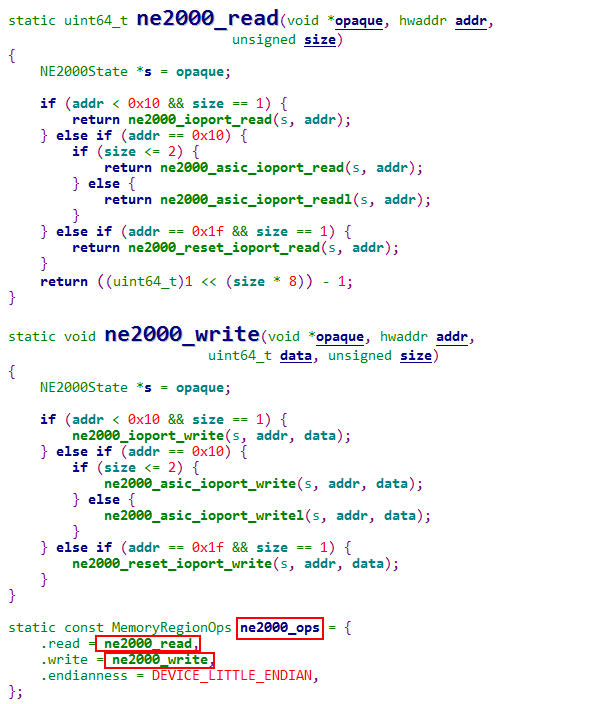 static uint64_t ne2000_read(void *opaque, hwaddr addr,
                            unsigned size)
{
    NE2000State *s = opaque;

    if (addr < 0x10 && size == 1) {
        return ne2000_ioport_read(s, addr);
    } else if (addr == 0x10) {
        if (size <= 2) {
            return ne2000_asic_ioport_read(s, addr);
        } else {
            return ne2000_asic_ioport_readl(s, addr);
        }
    } else if (addr == 0x1f && size == 1) {
        return ne2000_reset_ioport_read(s, addr);
    }
    return ((uint64_t)1 << (size * 8)) - 1;
}

static void ne2000_write(void *opaque, hwaddr addr,
                         uint64_t data, unsigned size)
{
    NE2000State *s = opaque;

    if (addr < 0x10 && size == 1) {
        ne2000_ioport_write(s, addr, data);
    } else if (addr == 0x10) {
        if (size <= 2) {
            ne2000_asic_ioport_write(s, addr, data);
        } else {
            ne2000_asic_ioport_writel(s, addr, data);
        }
    } else if (addr == 0x1f && size == 1) {
        ne2000_reset_ioport_write(s, addr, data);
    }
}

static const MemoryRegionOps ne2000_ops = {
    .read = ne2000_read,
    .write = ne2000_write,
    .endianness = DEVICE_LITTLE_ENDIAN,
};